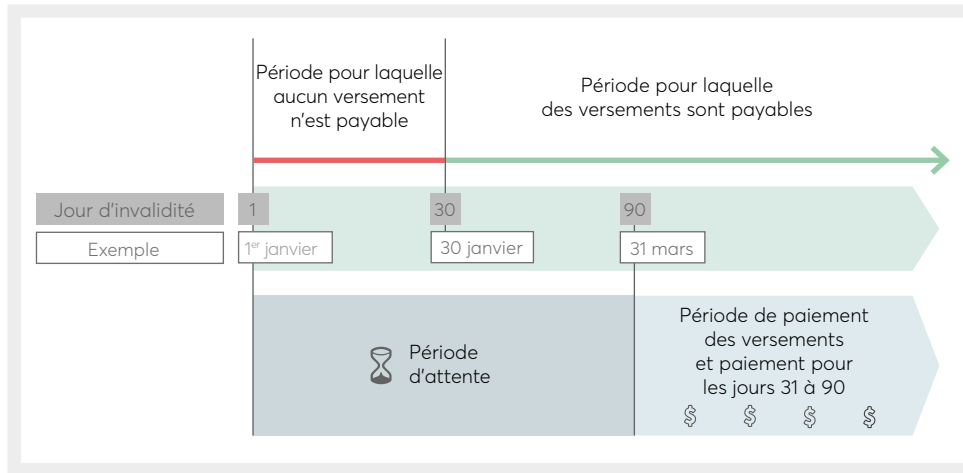 Période pour laquelle
aucun versement
n'est payable
Période pour laquelle
des versements sont payables
Jour d'invalidité
1
30
90
Exemple
1er janvier
30 janvier
31 mars
Période
d'attente
Période de paiement
des versements
et paiement pour
les jours 31 à 90
$ $ $ $